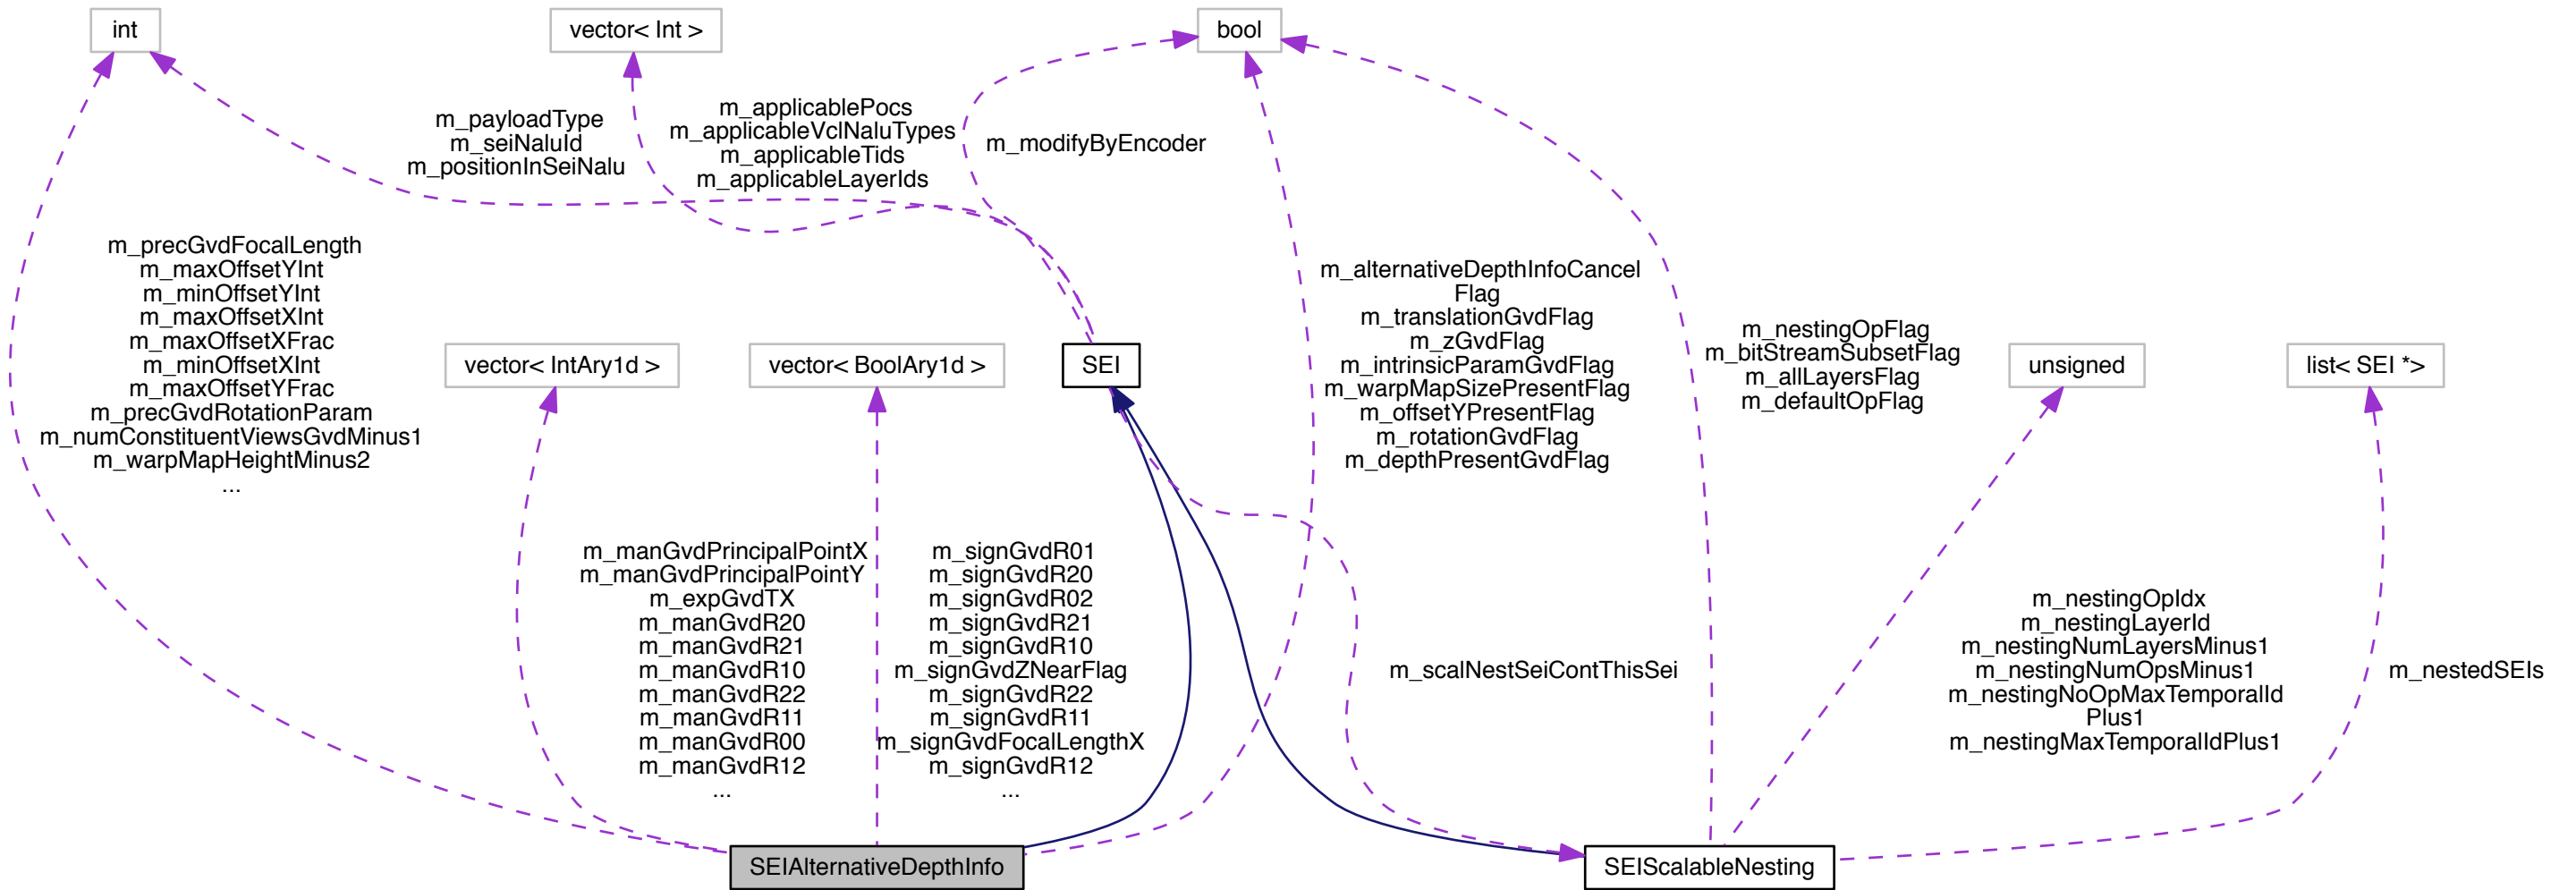 int
vector< Int >
bool
m_payloadType
m_seiNaluId
m_positionInSeiNalu
m_applicablePocs
m_applicableVclNaluTypes
m_applicableTids
m_applicableLayerIds
m_modifyByEncoder
m_precGvdFocalLength
m_maxOffsetYInt
m_minOffsetYInt
m_maxOffsetXInt
m_maxOffsetXFrac
m_minOffsetXInt
m_maxOffsetYFrac
m_precGvdRotationParam
m_numConstituentViewsGvdMinus1
m_warpMapHeightMinus2
...
vector< IntAry1d >
vector< BoolAry1d >
SEI
m_alternativeDepthInfoCancel
Flag
m_translationGvdFlag
m_zGvdFlag
m_intrinsicParamGvdFlag
m_warpMapSizePresentFlag
m_offsetYPresentFlag
m_rotationGvdFlag
m_depthPresentGvdFlag
m_nestingOpFlag
m_bitStreamSubsetFlag
m_allLayersFlag
m_defaultOpFlag
unsigned
list< SEI *>
m_manGvdPrincipalPointX
m_manGvdPrincipalPointY
m_expGvdTX
m_manGvdR20
m_manGvdR21
m_manGvdR10
m_manGvdR22
m_manGvdR11
m_manGvdR00
m_manGvdR12
...
m_signGvdR01
m_signGvdR20
m_signGvdR02
m_signGvdR21
m_signGvdR10
m_signGvdZNearFlag
m_signGvdR22
m_signGvdR11
m_signGvdFocalLengthX
m_signGvdR12
...
m_scalNestSeiContThisSei
m_nestingOpIdx
m_nestingLayerId
m_nestingNumLayersMinus1
m_nestingNumOpsMinus1
m_nestingNoOpMaxTemporalId
Plus1
m_nestingMaxTemporalIdPlus1
m_nestedSEIs
SEIAlternativeDepthInfo
SEIScalableNesting